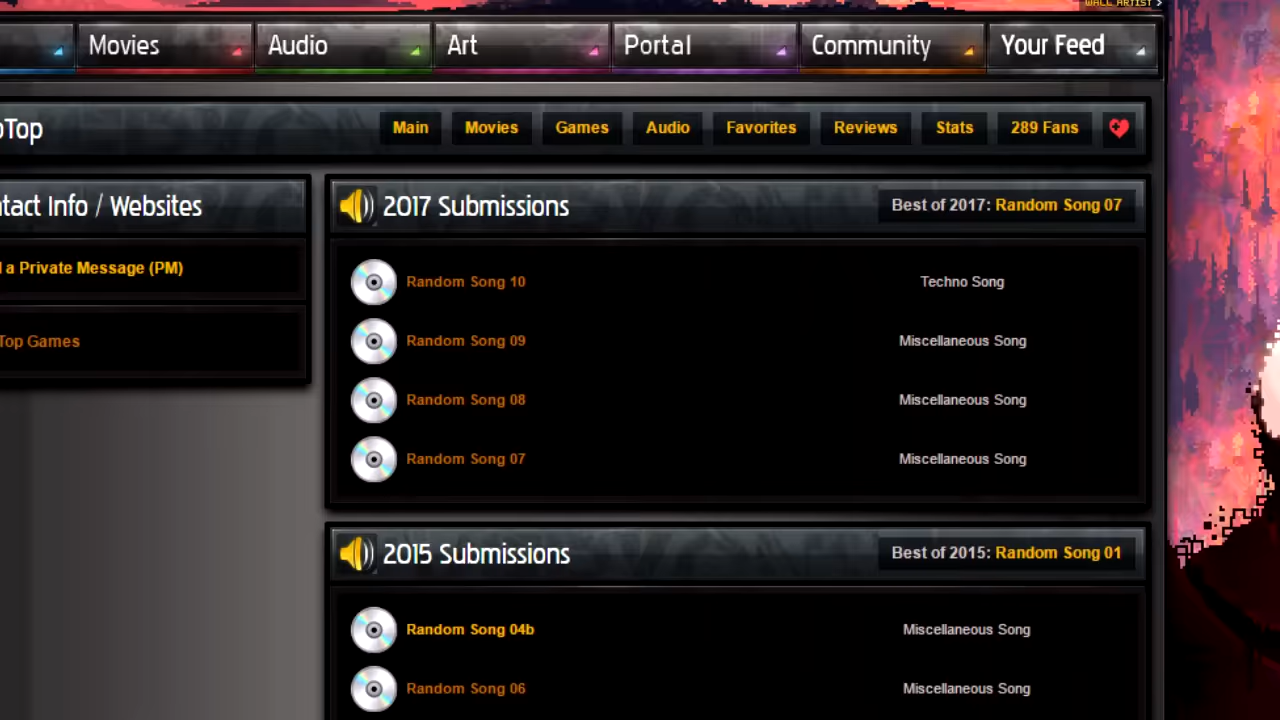 WALL ARTIST >
Movies Audio Art Portal Community Your Feed
oTop Main Movies Games Audio Favorites Reviews Stats 289 Fans
tact Info / Websites
a Private Message (PM)
Top Games
2017 Submissions Best of 2017: Random Song 07
Random Song 10 Techno Song
Random Song 09 Miscellaneous Song
Random Song 08 Miscellaneous Song
Random Song 07 Miscellaneous Song
2015 Submissions Best of 2015: Random Song 01
Random Song 04b Miscellaneous Song
Random Song 06 Miscellaneous Song